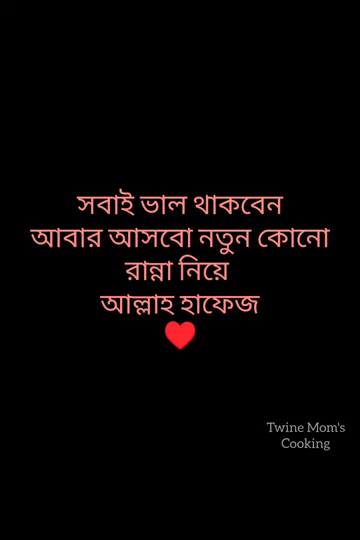 সবাই ভাল থাকবেন
আবার আসবো নতুন কোনো
রান্না নিয়ে
আল্লাহ হাফেজ
♥
Twine Mom's
Cooking